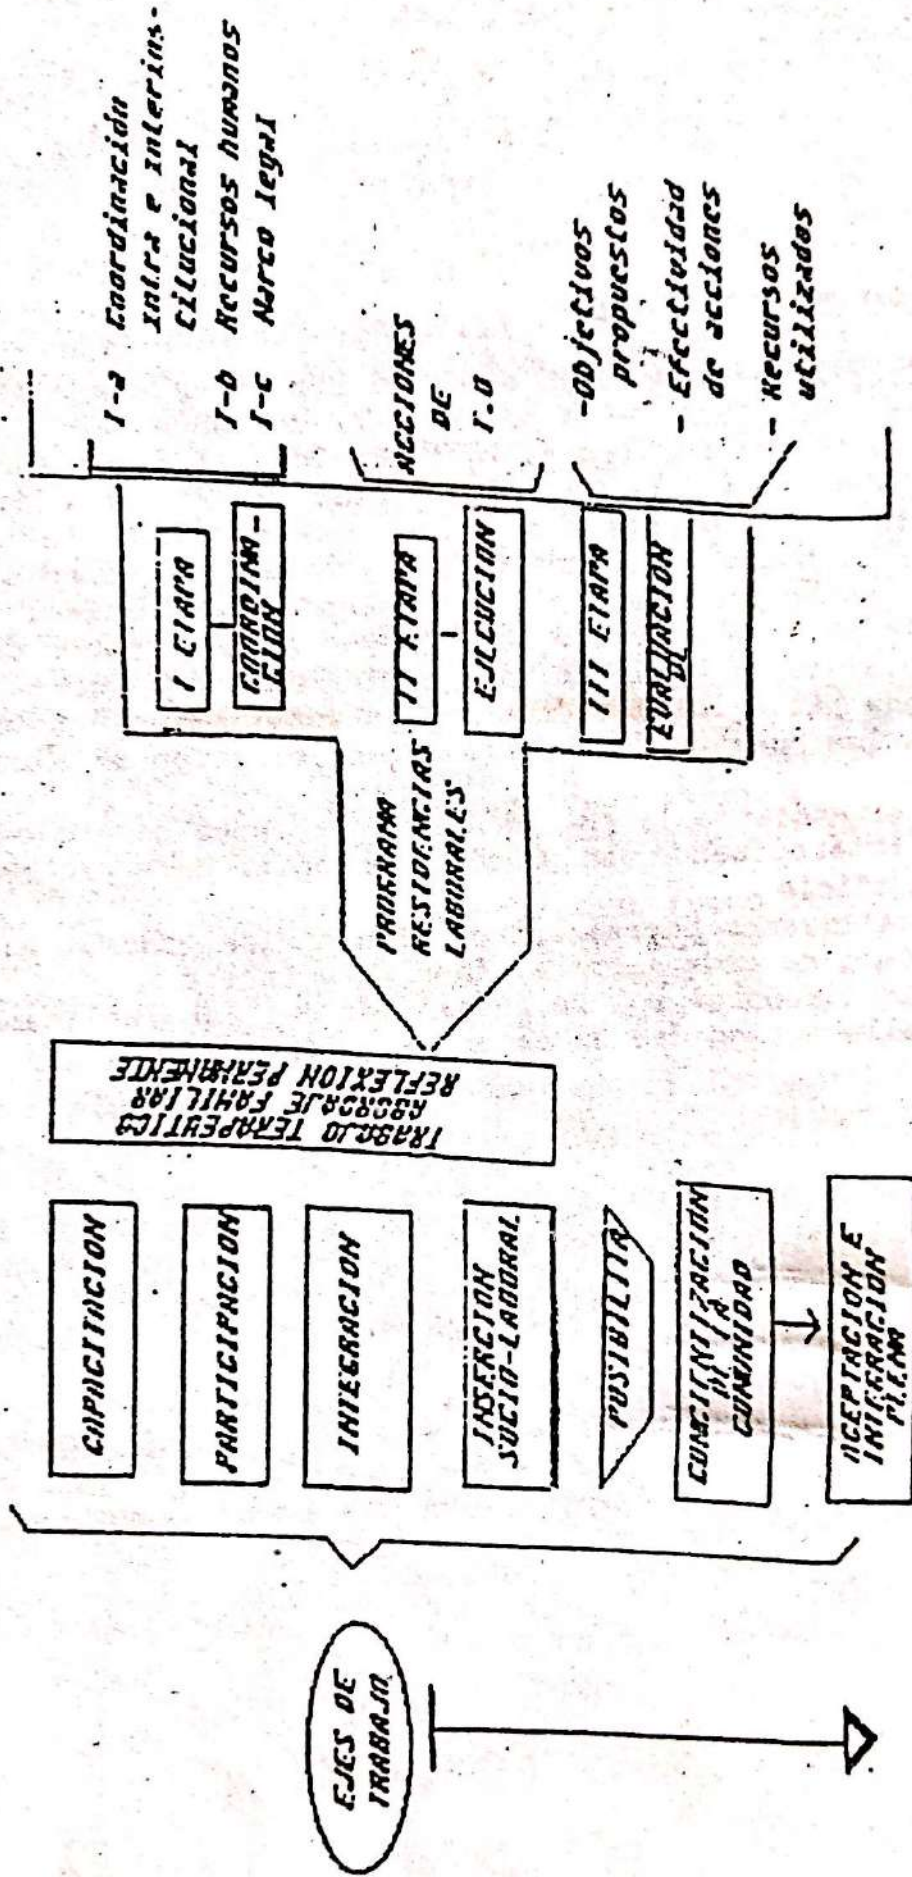 EJES DE
TRABAJO
CAPACITACION
PARTICIPACION
INTEGRACION
INSERCION
SOCIO-LABORAL
POSIBILITA
CONCIENTIZACION
DE LA
COMUNIDAD
ACEPTACION E
INTEGRACION
PLENA
TRABAJO TERAPEUTICO
ABORDAJE FAMILIAR
REFLEXION PERMANENTE
PROGRAMA
RESIDENCIAS
LABORALES
I ETAPA
COORDINA-
CION
II ETAPA
EJECUCION
III ETAPA
EVALUACION
DE
I-a Coordinación
intra e interins-
titucional
I-b Recursos humanos
I-c Marco legal
ACCIONES
DE
T.O
-Objetivos
propuestos
- Efectividad
de acciones
- Recursos
utilizados